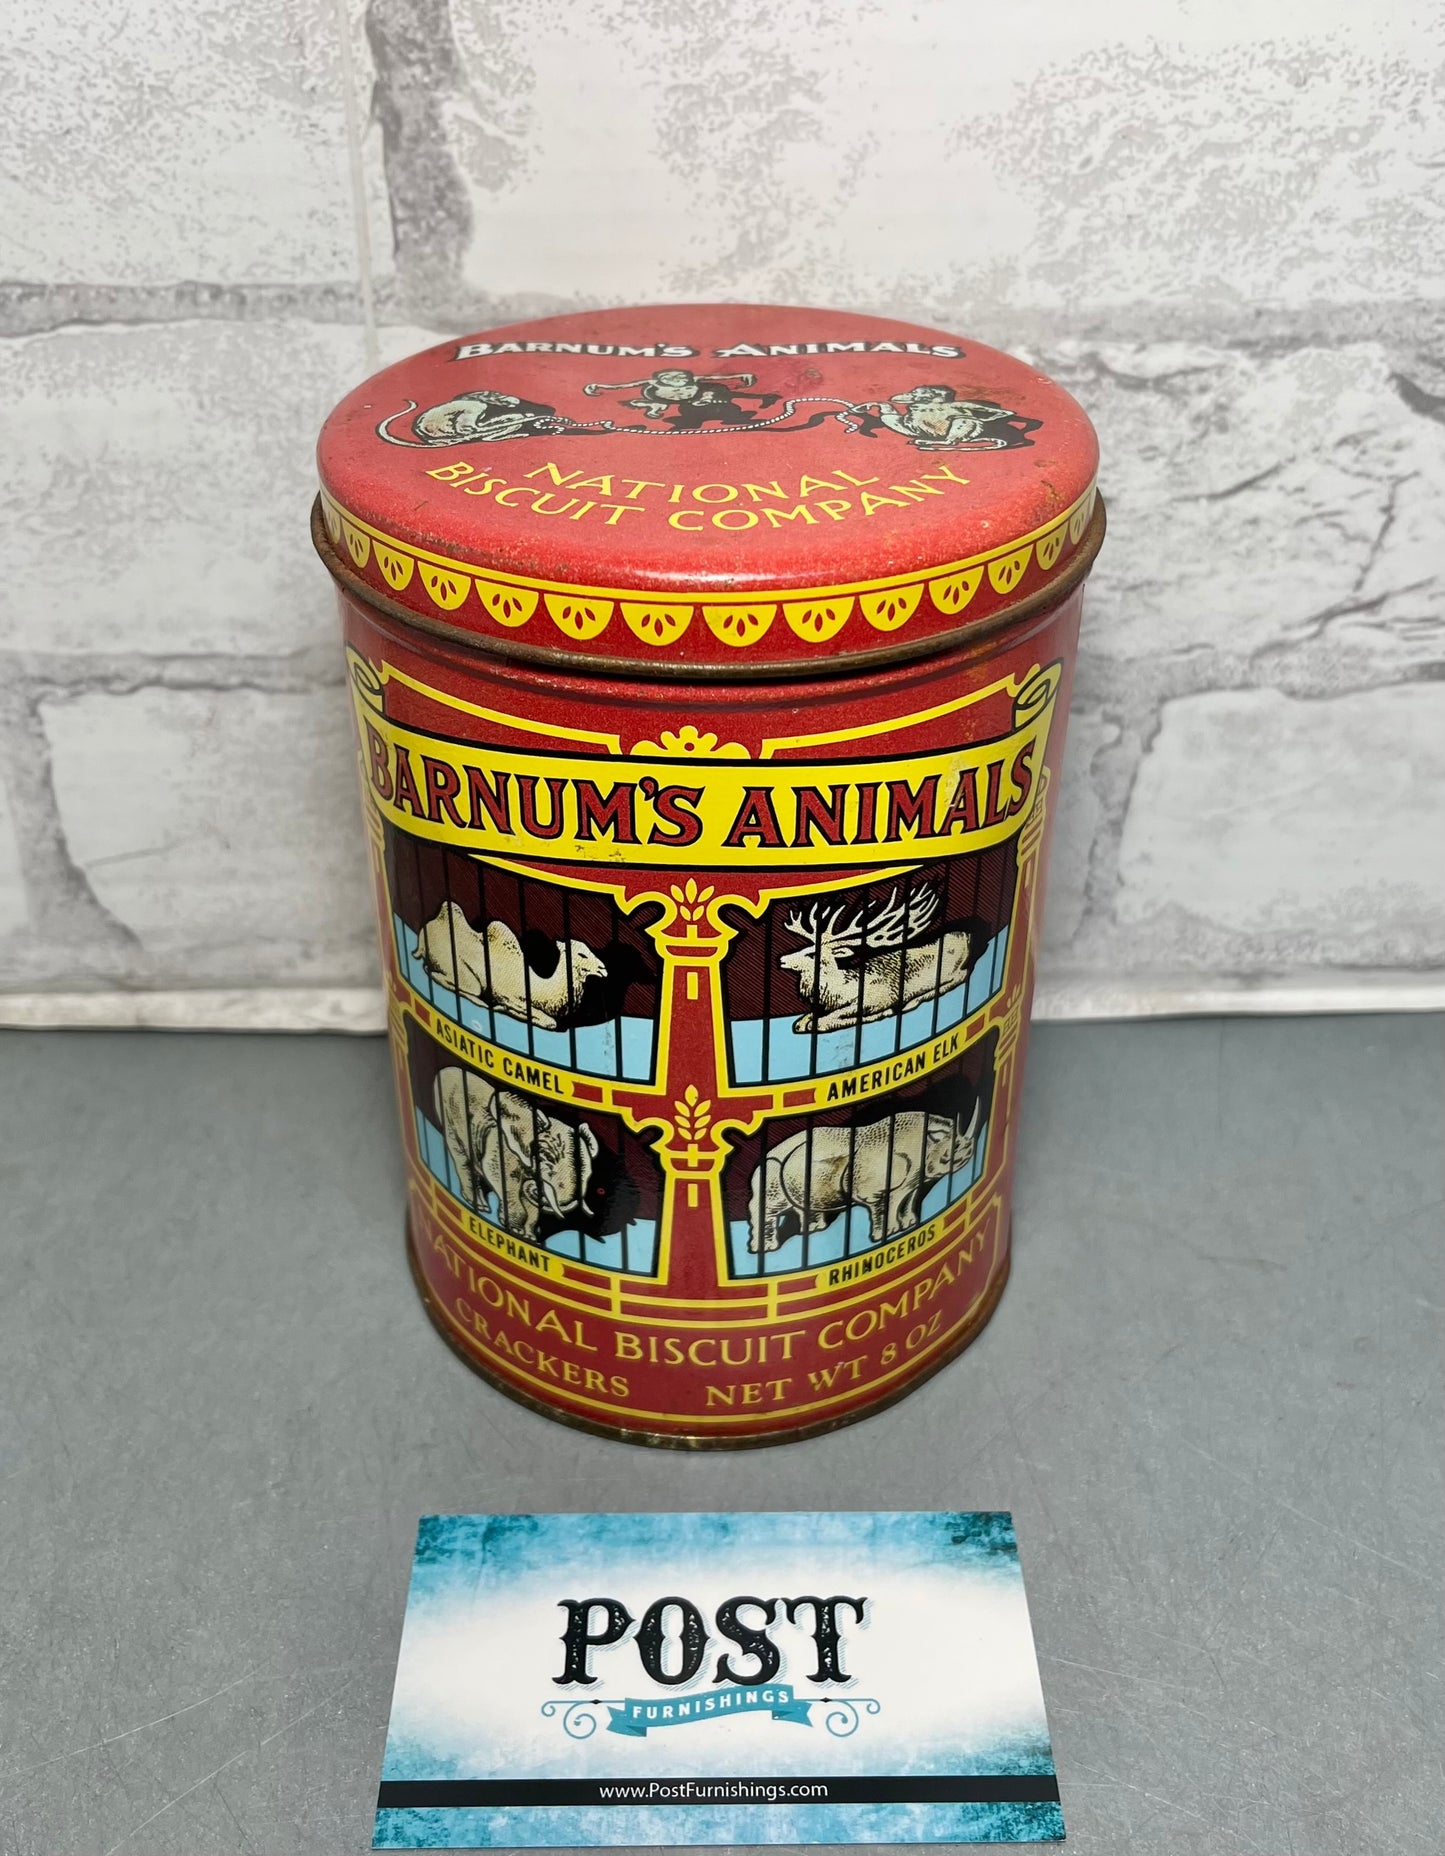 BARNUM'S ANIMALS
NATIONAL
BISCUIT COMPANY
BARNUM'S ANIMALS
ASIATIC CAMEL
AMERICAN ELK
ELEPHANT
RHINOCEROS
NATIONAL BISCUIT COMPANY
CRACKERS NET WT 8 OZ
POST
FURNISHINGS
www.PostFurnishings.com